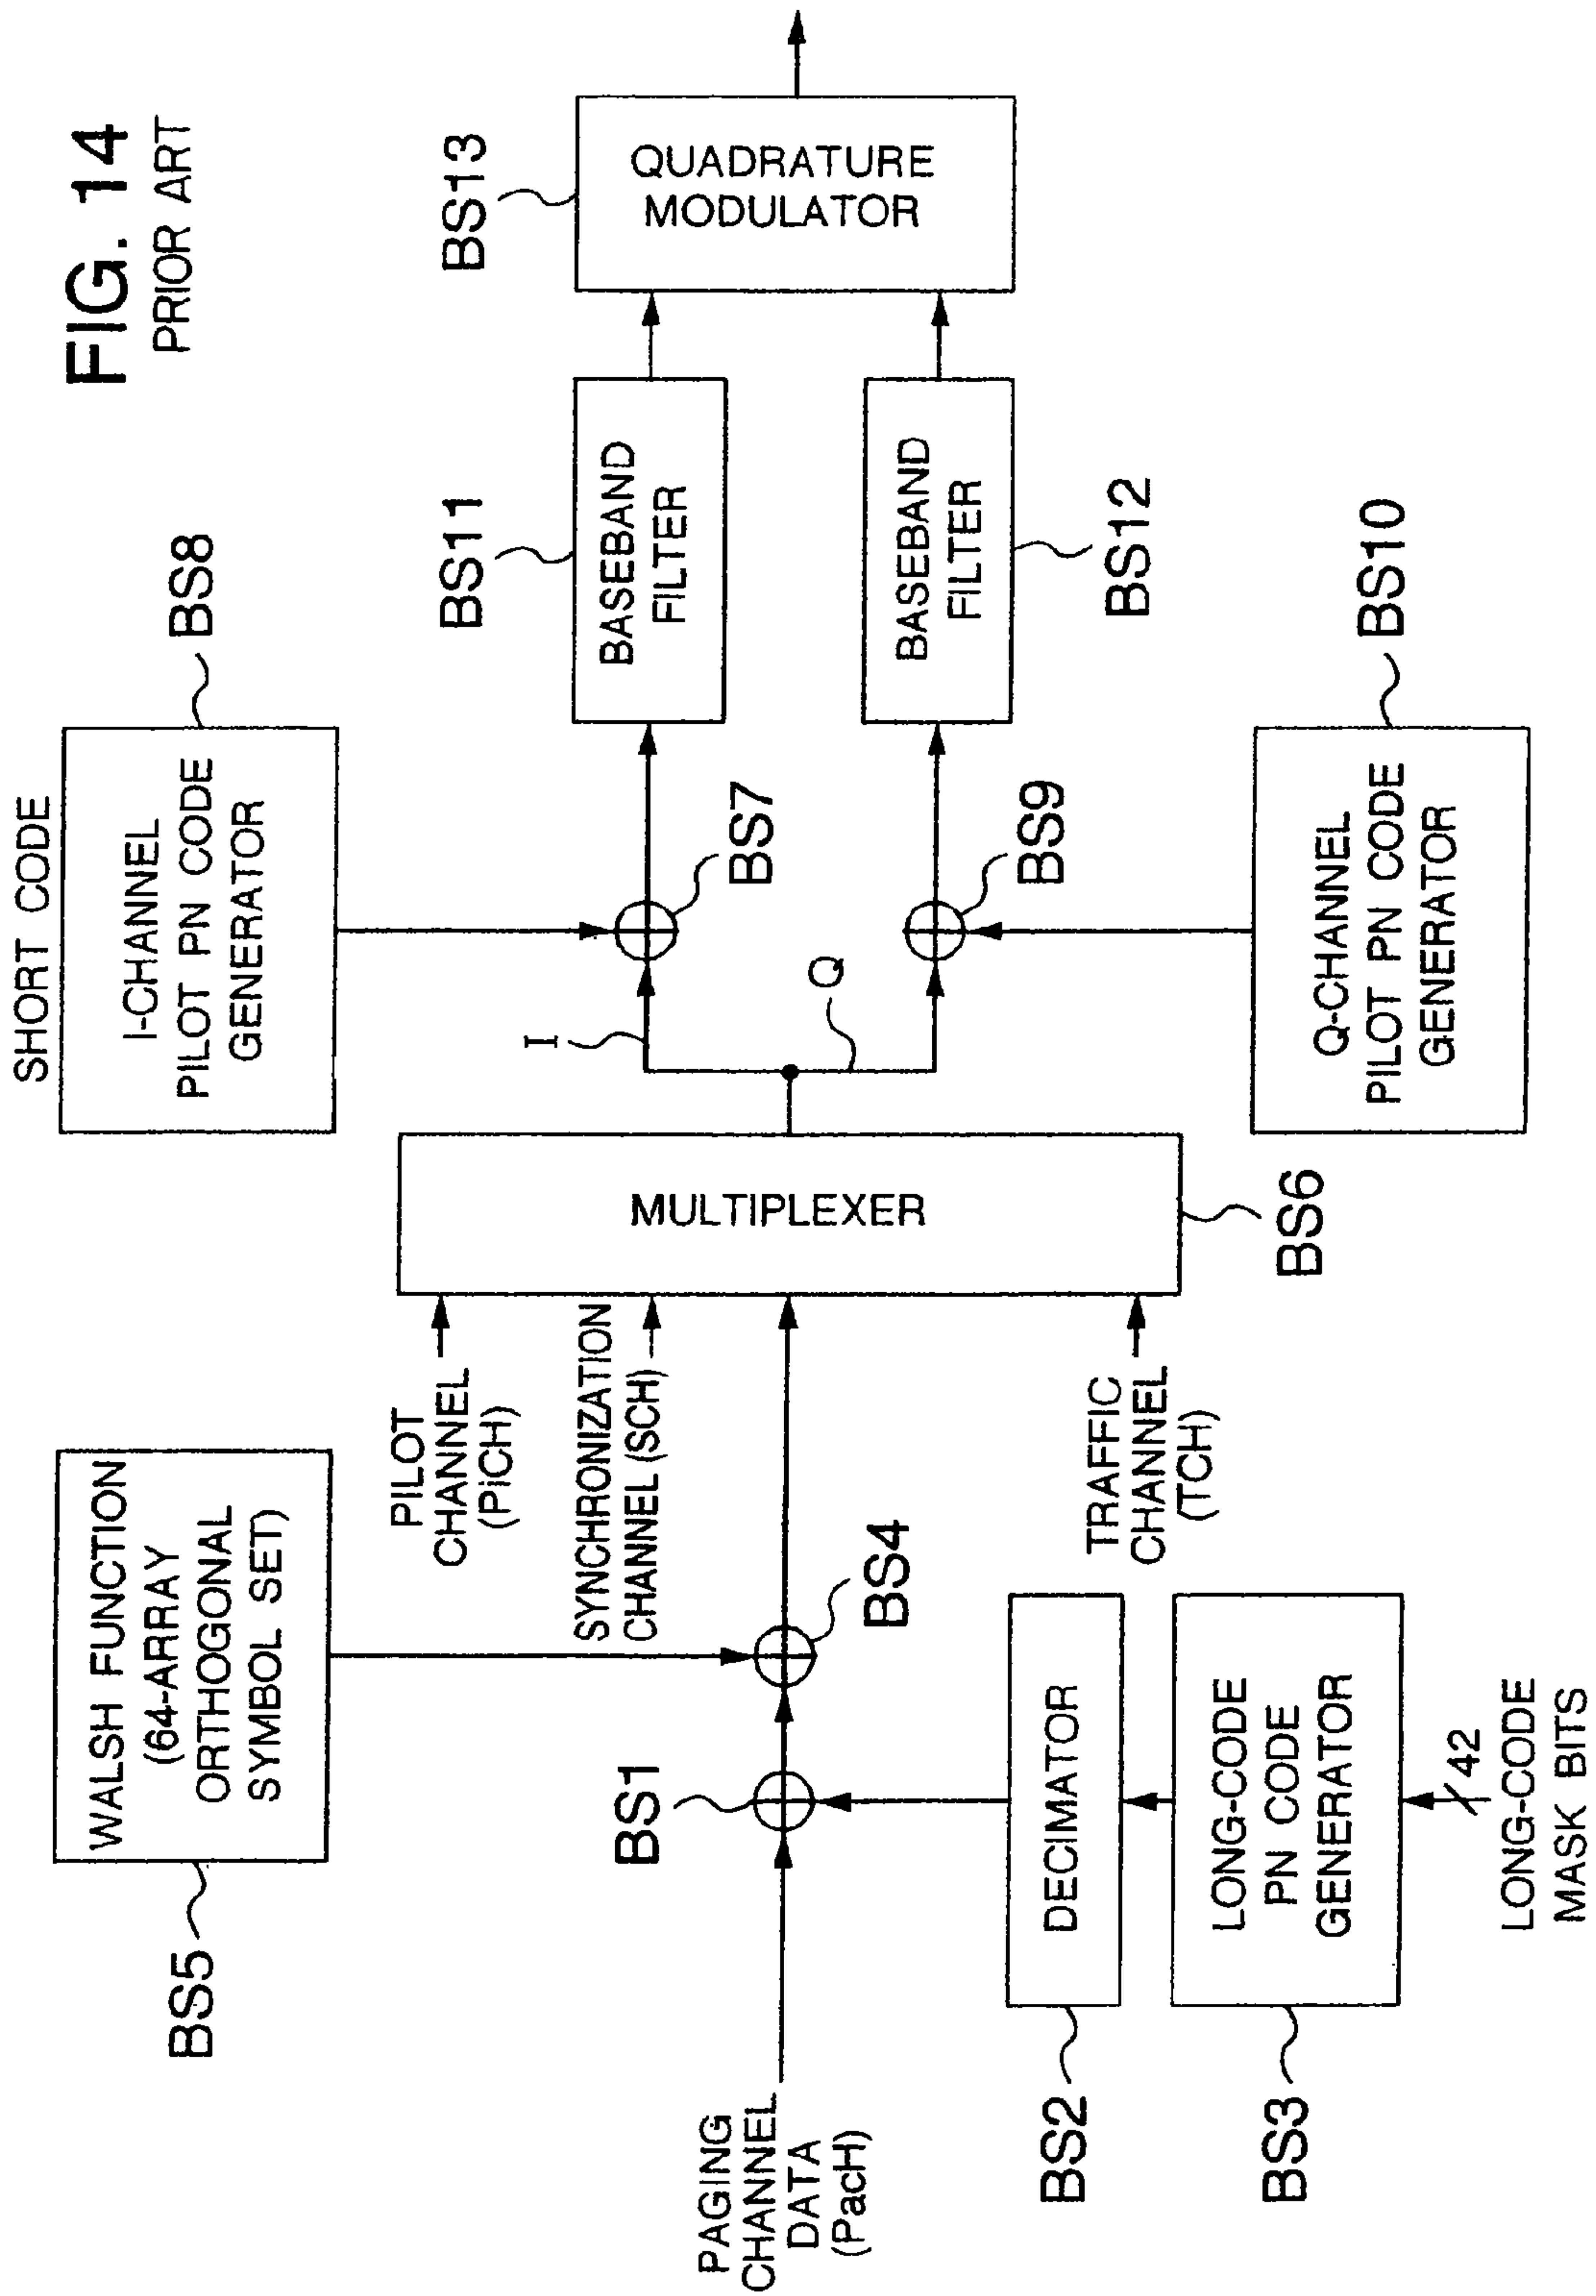 FIG. 14
PRIOR ART
SHORT CODE
I-CHANNEL
PILOT PN CODE
GENERATOR
BS8
WALSH FUNCTION
(64-ARRAY
ORTHOGONAL
SYMBOL SET)
BS5
PILOT
CHANNEL
(PiCH)
SYNCHRONIZATION
CHANNEL (SCH)
TRAFFIC
CHANNEL
(TCH)
MULTIPLEXER
BS6
I
Q
BS7
BS9
BASEBAND
FILTER
BS11
BASEBAND
FILTER
BS12
QUADRATURE
MODULATOR
BS13
Q-CHANNEL
PILOT PN CODE
GENERATOR
BS10
PAGING
CHANNEL
DATA
(PacH)
BS1
BS4
DECIMATOR
BS2
LONG-CODE
PN CODE
GENERATOR
BS3
42
LONG-CODE
MASK BITS